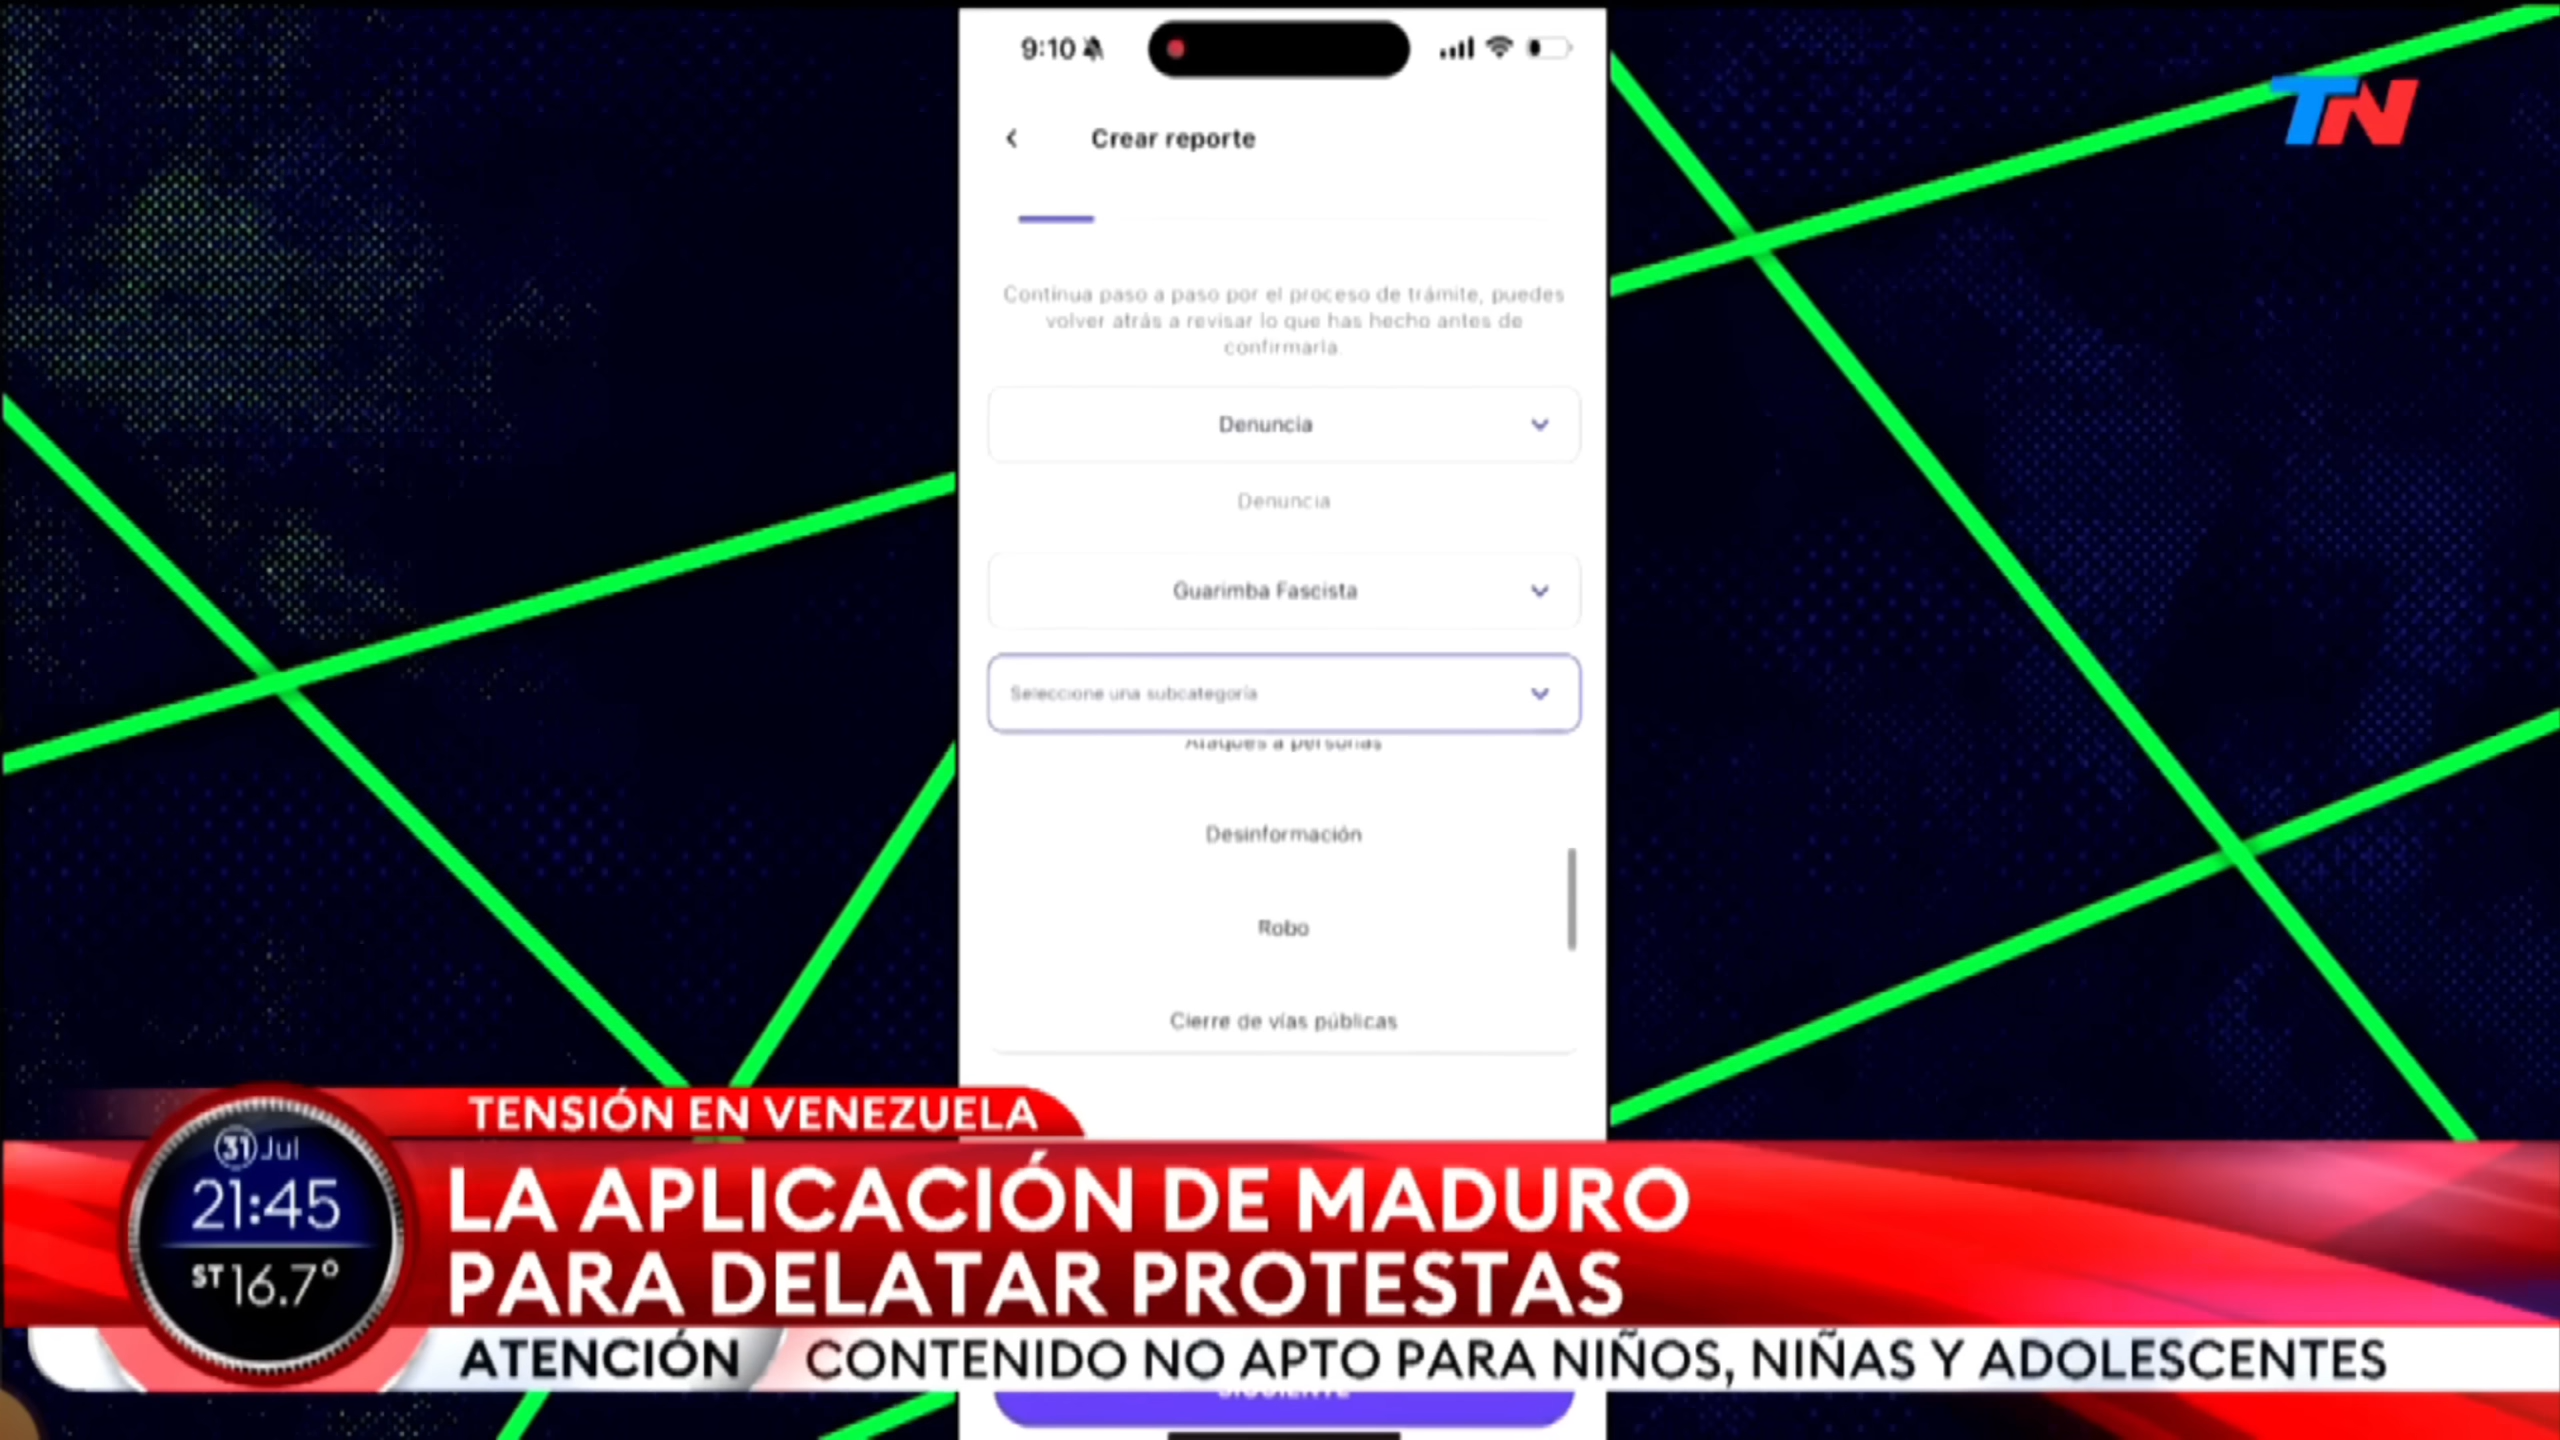 9:10
TN
Crear reporte
Continua paso a paso por el proceso de trámite, puedes
volver atrás a revisar lo que has hecho antes de
confirmarla.
Denuncia
Denuncia
Guarimba Fascista
Seleccione una subcategoría
Ataques a personas
Desinformación
Robo
Cierre de vías públicas
TENSIÓN EN VENEZUELA
31 Jul
21:45
ST 16.7°
LA APLICACIÓN DE MADURO
PARA DELATAR PROTESTAS
ATENCIÓN CONTENIDO NO APTO PARA NIÑOS, NIÑAS Y ADOLESCENTES